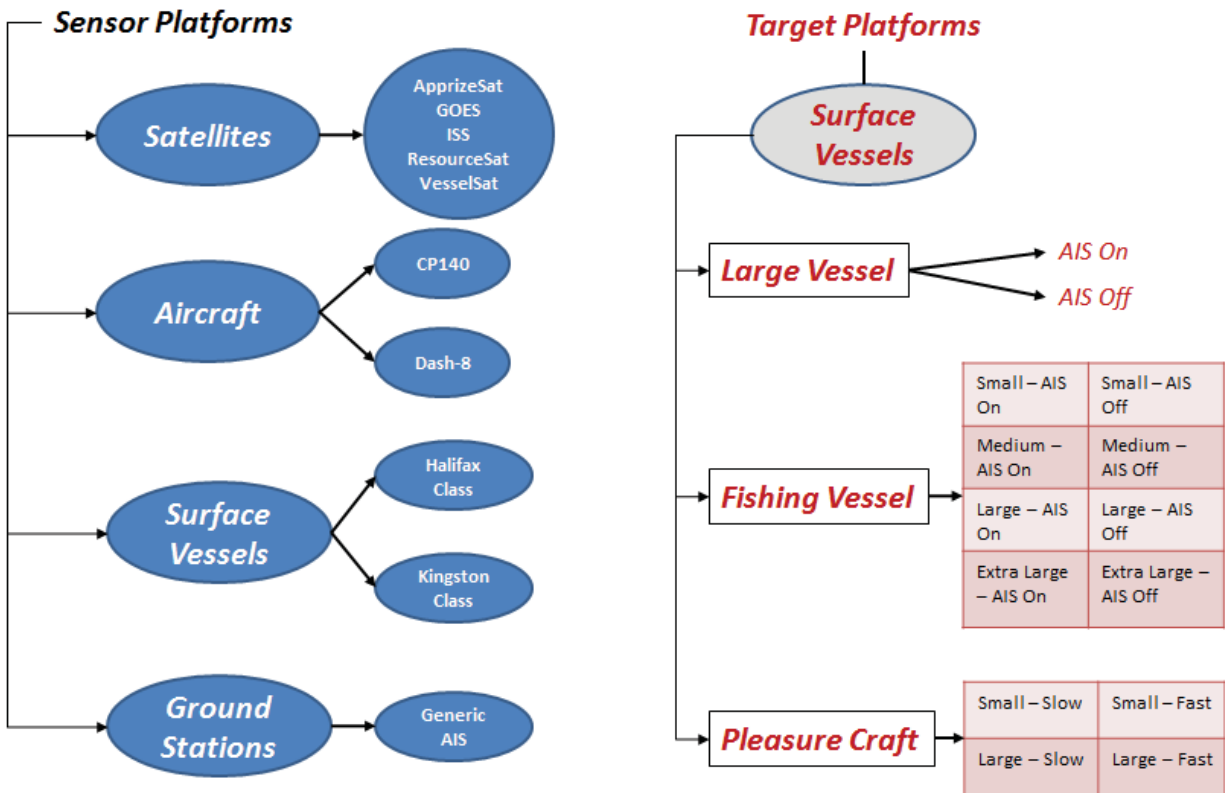 Sensor Platforms
Satellites
ApprizeSat
GOES
ISS
ResourceSat
VesselSat
Aircraft
CP140
Dash-8
Surface
Vessels
Halifax
Class
Kingston
Class
Ground
Stations
Generic
AIS
Target Platforms
Surface
Vessels
Large Vessel
AIS On
AIS Off
Fishing Vessel
Small – AIS
On
Small – AIS
Off
Medium –
AIS On
Medium –
AIS Off
Large – AIS
On
Large – AIS
Off
Extra Large
– AIS On
Extra Large –
AIS Off
Pleasure Craft
Small – Slow
Small – Fast
Large – Slow
Large – Fast